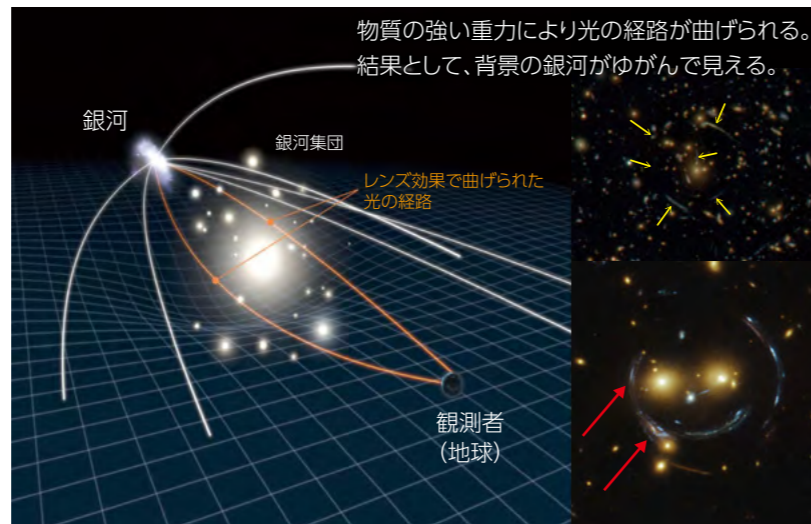 物質の強い重力により光の経路が曲げられる。
結果として、背景の銀河がゆがんで見える。
銀河
銀河集団
レンズ効果で曲げられた
光の経路
観測者
(地球)